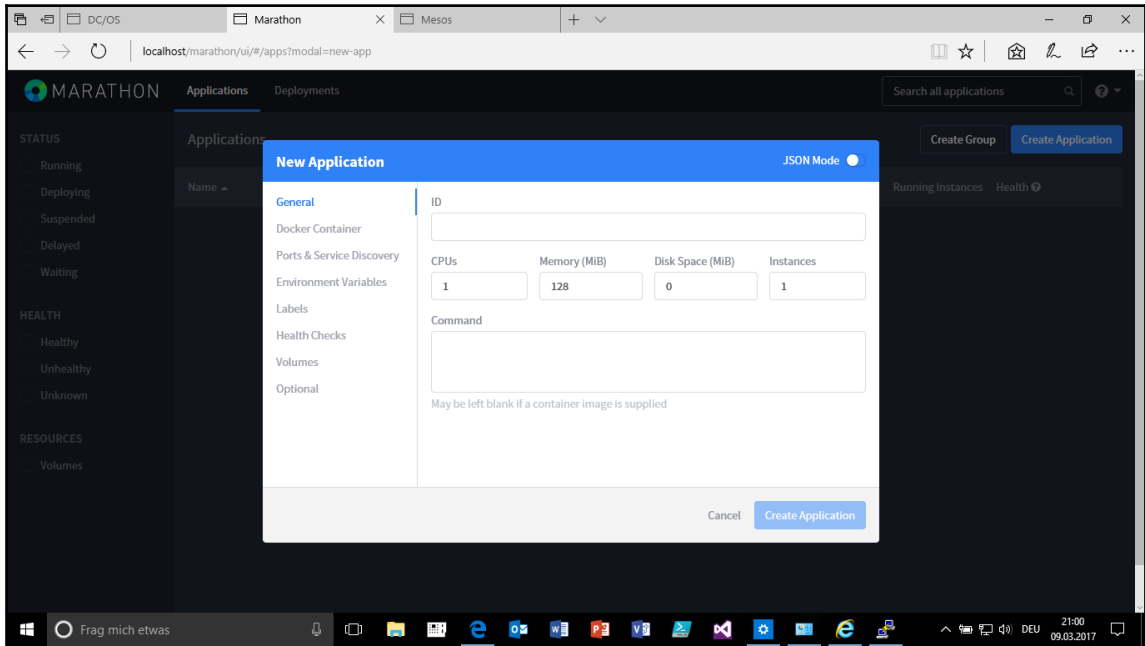 DC/OS
Marathon
Mesos
localhost/marathon/ui/#/apps?modal=new-app
MARATHON
Applications
Deployments
Search all applications
STATUS
Running
Deploying
Suspended
Delayed
Waiting
HEALTH
Healthy
Unhealthy
Unknown
RESOURCES
Volumes
Applications
Create Group
Create Application
Name
Running Instances
Health
New Application
JSON Mode
General
Docker Container
Ports & Service Discovery
Environment Variables
Labels
Health Checks
Volumes
Optional
ID
CPUs
Memory (MiB)
Disk Space (MiB)
Instances
1
128
0
1
Command
May be left blank if a container image is supplied
Cancel
Create Application
Frag mich etwas
DEU
21:00
09.03.2017